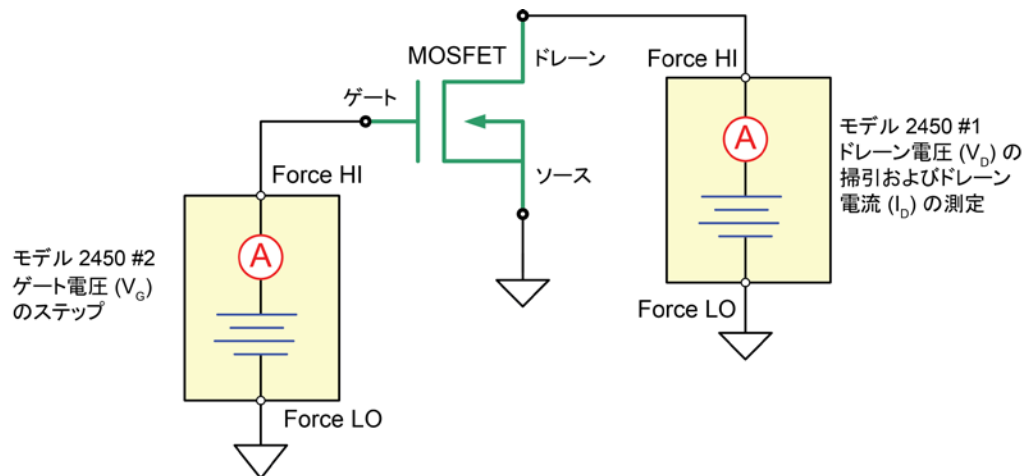 MOSFET
ドレーン
ゲート
ソース
Force HI
A
モデル 2450 #1
ドレーン電圧 (VD) の
掃引およびドレーン
電流 (ID) の測定
Force LO
Force HI
A
モデル 2450 #2
ゲート電圧 (VG)
のステップ
Force LO